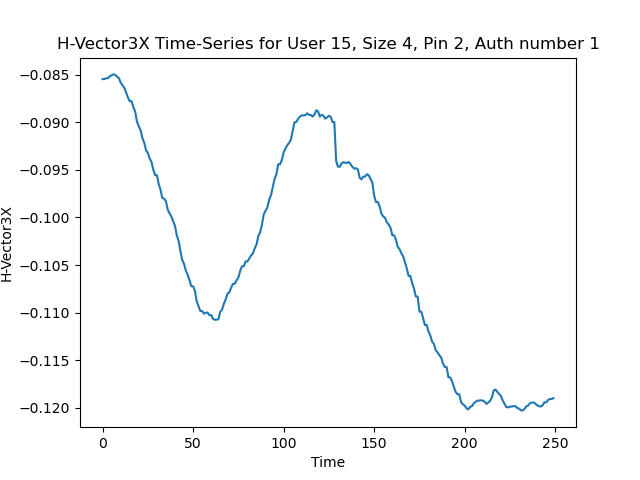 H-Vector3X Time-Series for User 15, Size 4, Pin 2, Auth number 1
H-Vector3X
−0.085
−0.090
−0.095
−0.100
−0.105
−0.110
−0.115
−0.120
0 50 100 150 200 250
Time